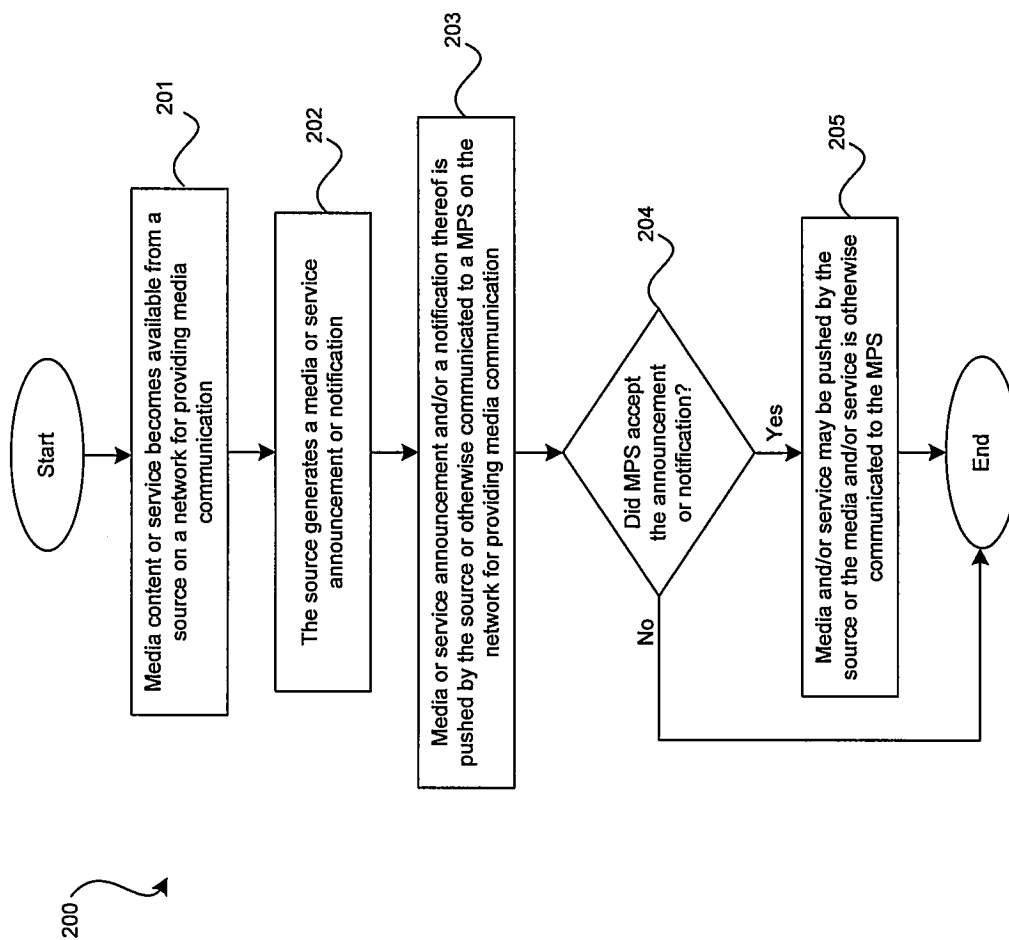 200
Start
201
Media content or service becomes available from a
source on a network for providing media
communication
202
The source generates a media or service
announcement or notification
203
Media or service announcement and/or a notification thereof is
pushed by the source or otherwise communicated to a MPS on the
network for providing media communication
204
Did MPS accept
the announcement
or notification?
No
Yes
205
Media and/or service may be pushed by the
source or the media and/or service is otherwise
communicated to the MPS
End